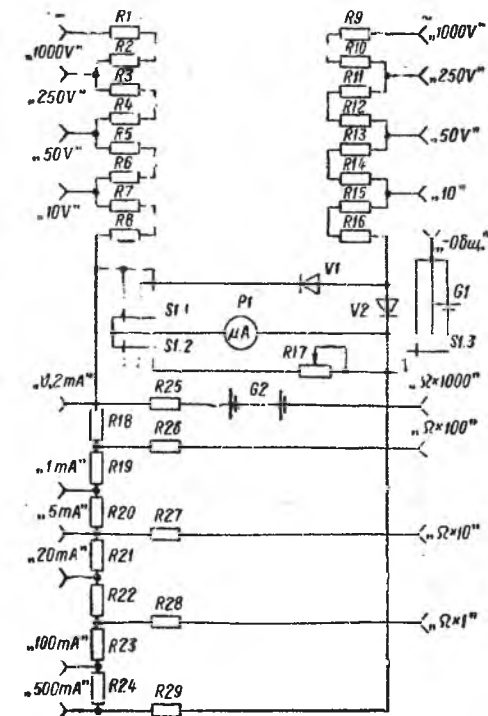 R1
„1000V"
R2
R3
„250V"
R4
„50V"
R5
R6
„10V"
R7
R8
R9
~
„1000V"
R10
„250V"
R11
R12
„50V"
R13
R14
„10"
R15
R16
„-Общ."
V1
G1
V2
P1
µA
S1.1
S1.2
R17
S1.3
„0,2mA"
R25
G2
„Ω×1000"
R18
R26
„Ω×100"
„1mA"
R19
„5mA"
R20
R27
„Ω×10"
„20mA"
R21
R22
R28
„Ω×1"
„100mA"
R23
„500mA"
R24
R29